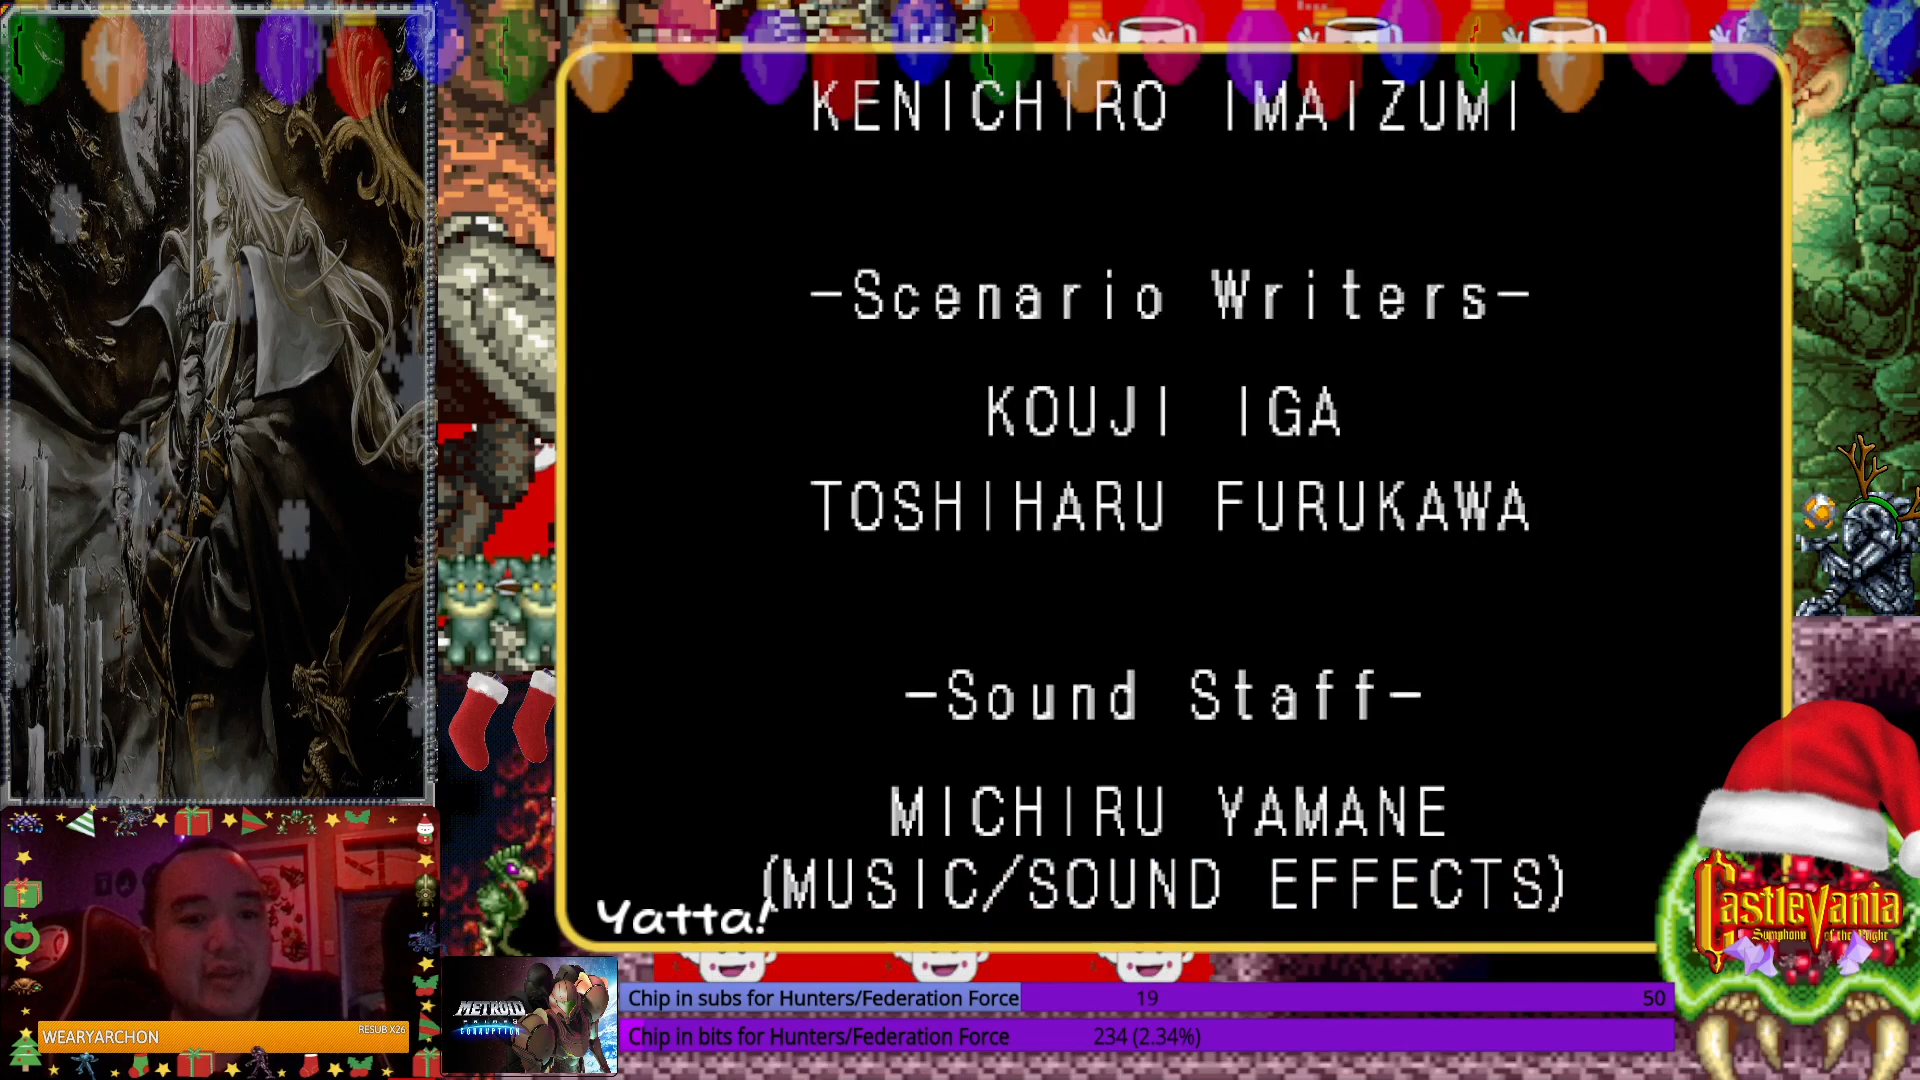 KENICHIRO IMAIZUMI
-Scenario Writers-
KOUJI IGA
TOSHIHARU FURUKAWA
-Sound Staff-
MICHIRU YAMANE
(MUSIC/SOUND EFFECTS)
Yatta!
Castlevania
Symphony of the Night
WEARYARCHON
RESUB X26
METROID
PRIME 3
CORRUPTION
Chip in subs for Hunters/Federation Force 19 50
Chip in bits for Hunters/Federation Force 234 (2.34%)